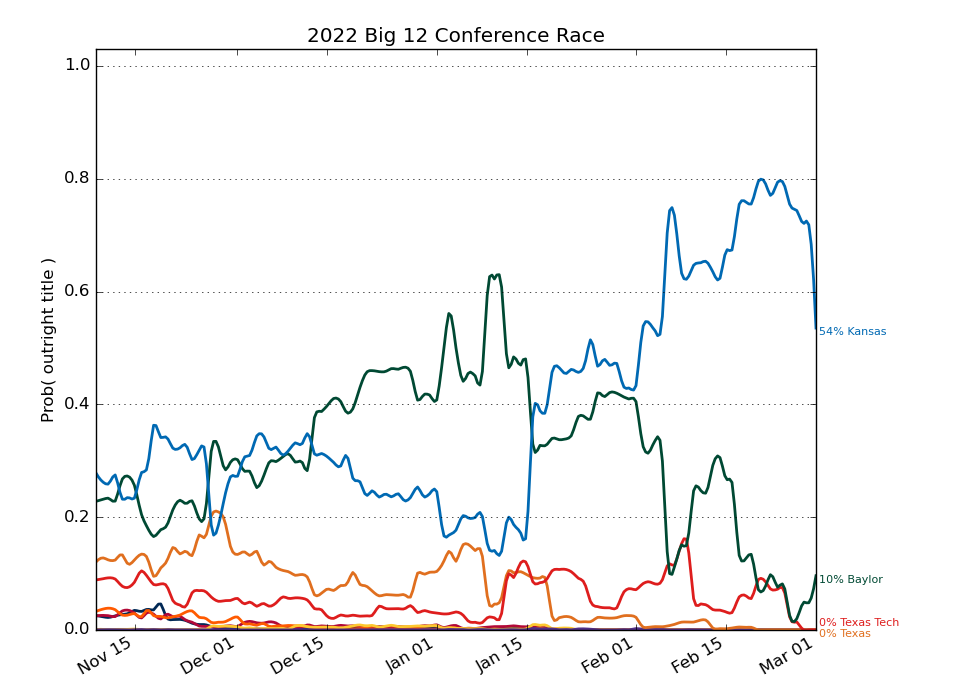 2022 Big 12 Conference Race
Prob( outright title )
1.0
0.8
0.6
0.4
0.2
0.0
54% Kansas
10% Baylor
0% Texas Tech
0% Texas
Nov 15
Dec 01
Dec 15
Jan 01
Jan 15
Feb 01
Feb 15
Mar 01